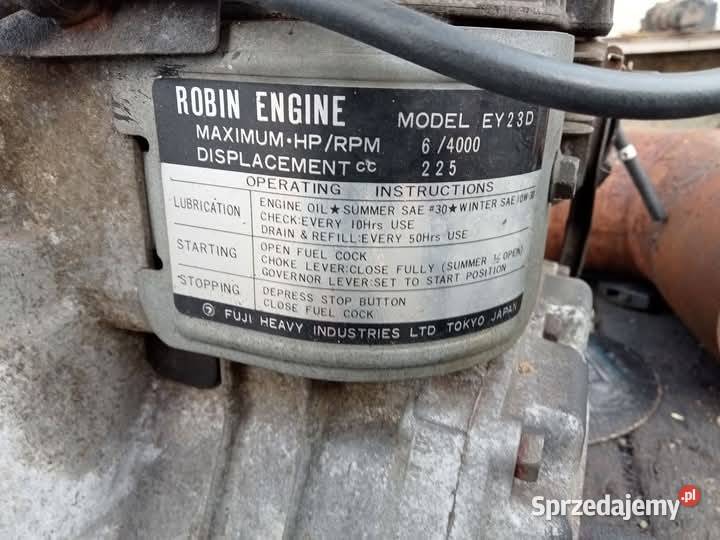 ROBIN ENGINE MODEL EY23D
MAXIMUM·HP/RPM 6/4000
DISPLACEMENT CC 225
OPERATING INSTRUCTIONS
LUBRICATION ENGINE OIL★SUMMER SAE #30★WINTER SAE 10W-30
CHECK:EVERY 10Hrs USE
DRAIN & REFILL:EVERY 50Hrs USE
STARTING OPEN FUEL COCK
CHOKE LEVER:CLOSE FULLY (SUMMER ½ OPEN)
GOVERNOR LEVER:SET TO START POSITION
STOPPING DEPRESS STOP BUTTON
CLOSE FUEL COCK
FUJI HEAVY INDUSTRIES LTD TOKYO JAPAN
Sprzedajemy.pl